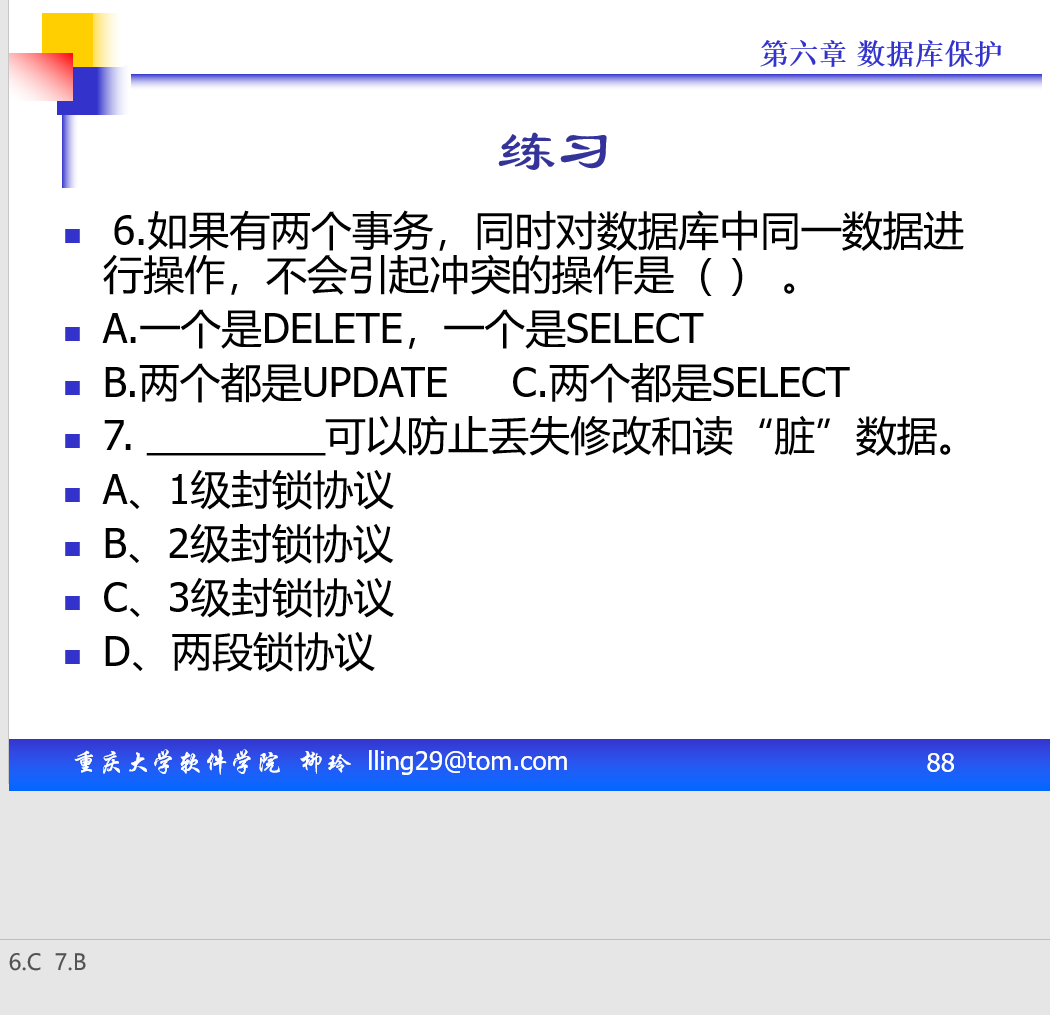 第六章 数据库保护
练习
6.如果有两个事务，同时对数据库中同一数据进
行操作，不会引起冲突的操作是（ ） 。
A.一个是DELETE，一个是SELECT
B.两个都是UPDATE C.两个都是SELECT
7. _________可以防止丢失修改和读“脏”数据。
A、1级封锁协议
B、2级封锁协议
C、3级封锁协议
D、两段锁协议
重庆大学软件学院 柳玲 lling29@tom.com 88
6.C 7.B